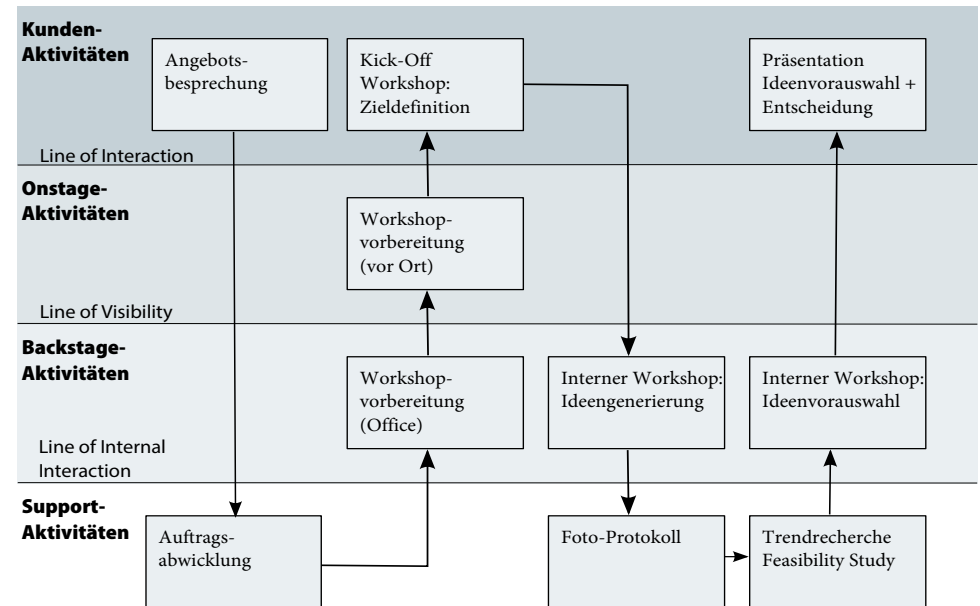 Kunden-
Aktivitäten
Angebots-
besprechung
Kick-Off
Workshop:
Zieldefinition
Präsentation
Ideenvorauswahl +
Entscheidung
Line of Interaction
Onstage-
Aktivitäten
Workshop-
vorbereitung
(vor Ort)
Line of Visibility
Backstage-
Aktivitäten
Workshop-
vorbereitung
(Office)
Interner Workshop:
Ideengenerierung
Interner Workshop:
Ideenvorauswahl
Line of Internal
Interaction
Support-
Aktivitäten
Auftrags-
abwicklung
Foto-Protokoll
Trendrecherche
Feasibility Study